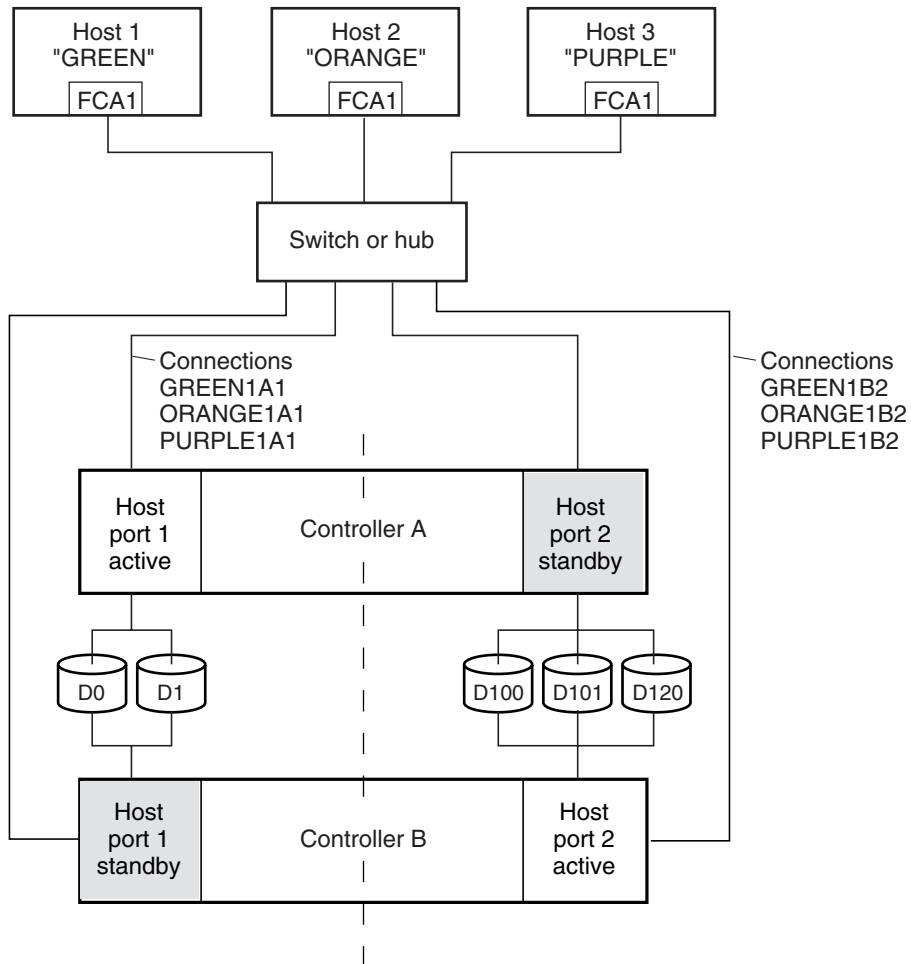 Host 1
"GREEN"
FCA1
Host 2
"ORANGE"
FCA1
Host 3
"PURPLE"
FCA1
Switch or hub
Connections
GREEN1A1
ORANGE1A1
PURPLE1A1
Connections
GREEN1B2
ORANGE1B2
PURPLE1B2
Host
port 1
active
Controller A
Host
port 2
standby
D0
D1
D100
D101
D120
Host
port 1
standby
Controller B
Host
port 2
active